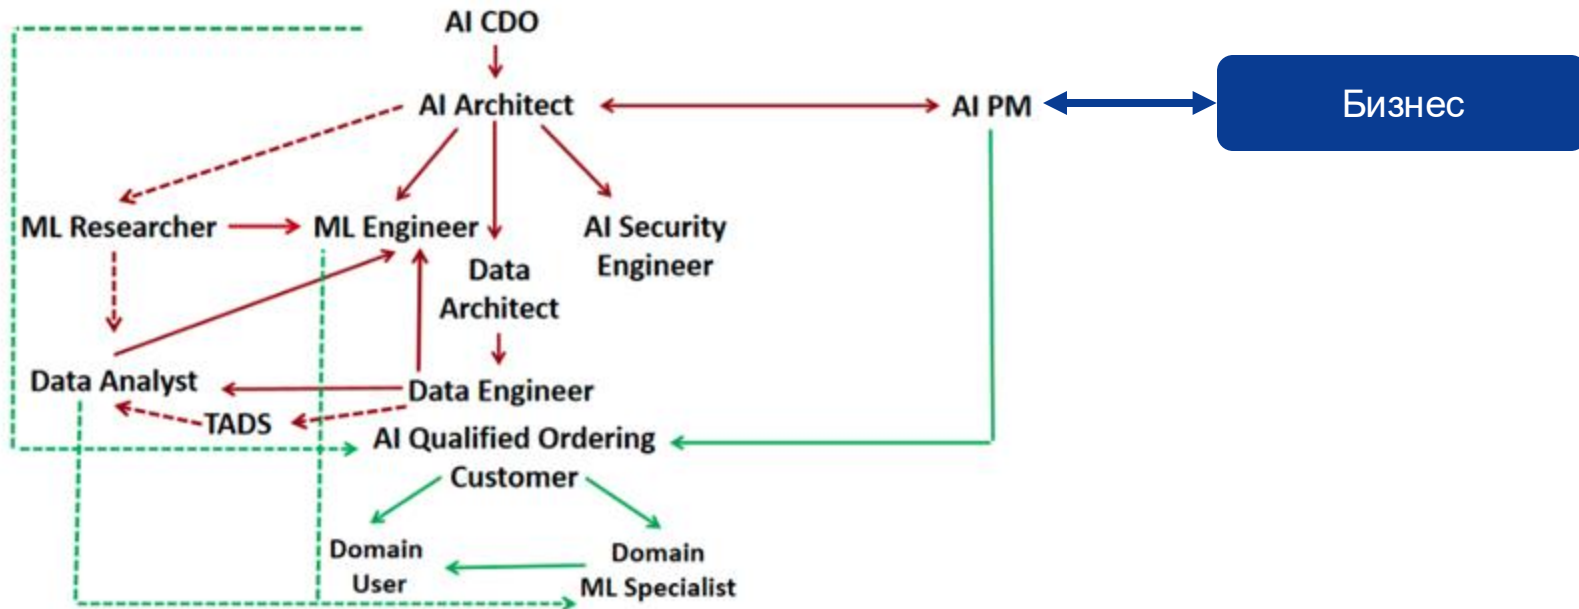 AI CDO
AI Architect
AI PM
Бизнес
ML Researcher
ML Engineer
AI Security
Engineer
Data
Architect
Data Analyst
Data Engineer
TADS
AI Qualified Ordering
Customer
Domain
User
Domain
ML Specialist